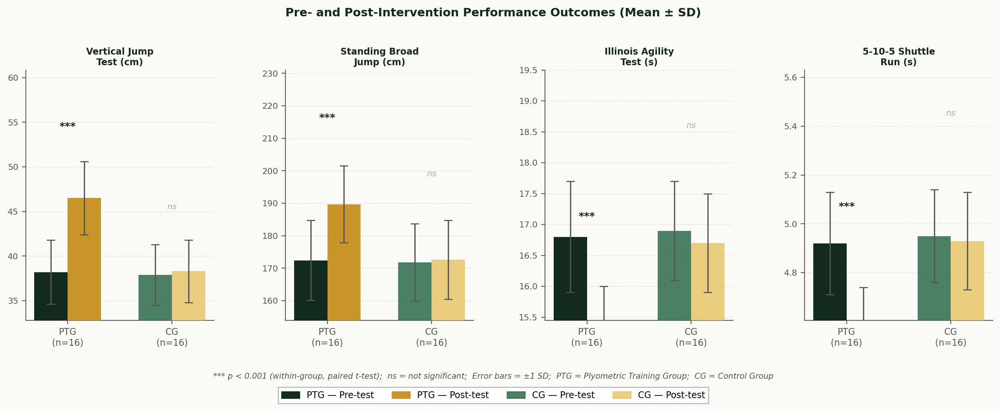 Pre- and Post-Intervention Performance Outcomes (Mean ± SD)
Vertical Jump
Test (cm)
60
55
50
45
40
35
***
ns
PTG
(n=16)
CG
(n=16)
Standing Broad
Jump (cm)
230
220
210
200
190
180
170
160
***
ns
PTG
(n=16)
CG
(n=16)
Illinois Agility
Test (s)
19.5
19.0
18.5
18.0
17.5
17.0
16.5
16.0
15.5
***
ns
PTG
(n=16)
CG
(n=16)
5-10-5 Shuttle
Run (s)
5.6
5.4
5.2
5.0
4.8
***
ns
PTG
(n=16)
CG
(n=16)
*** p < 0.001 (within-group, paired t-test);  ns = not significant;  Error bars = ±1 SD;  PTG = Plyometric Training Group;  CG = Control Group
PTG — Pre-test
PTG — Post-test
CG — Pre-test
CG — Post-test